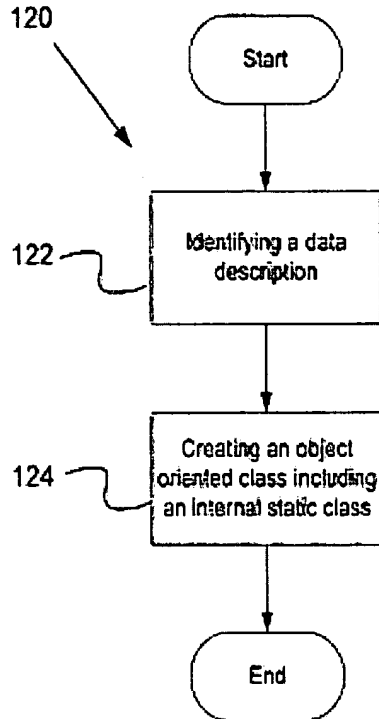 120
Start
122
Identifying a data
description
124
Creating an object
oriented class including
an internal static class
End